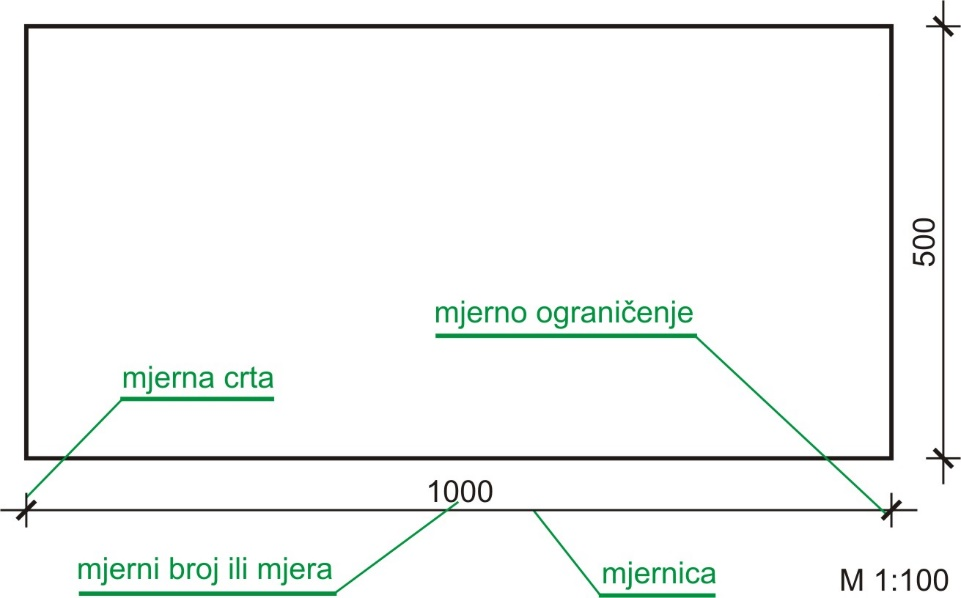 500
mjerno ograničenje
mjerna crta
1000
mjerni broj ili mjera
mjernica
M 1:100